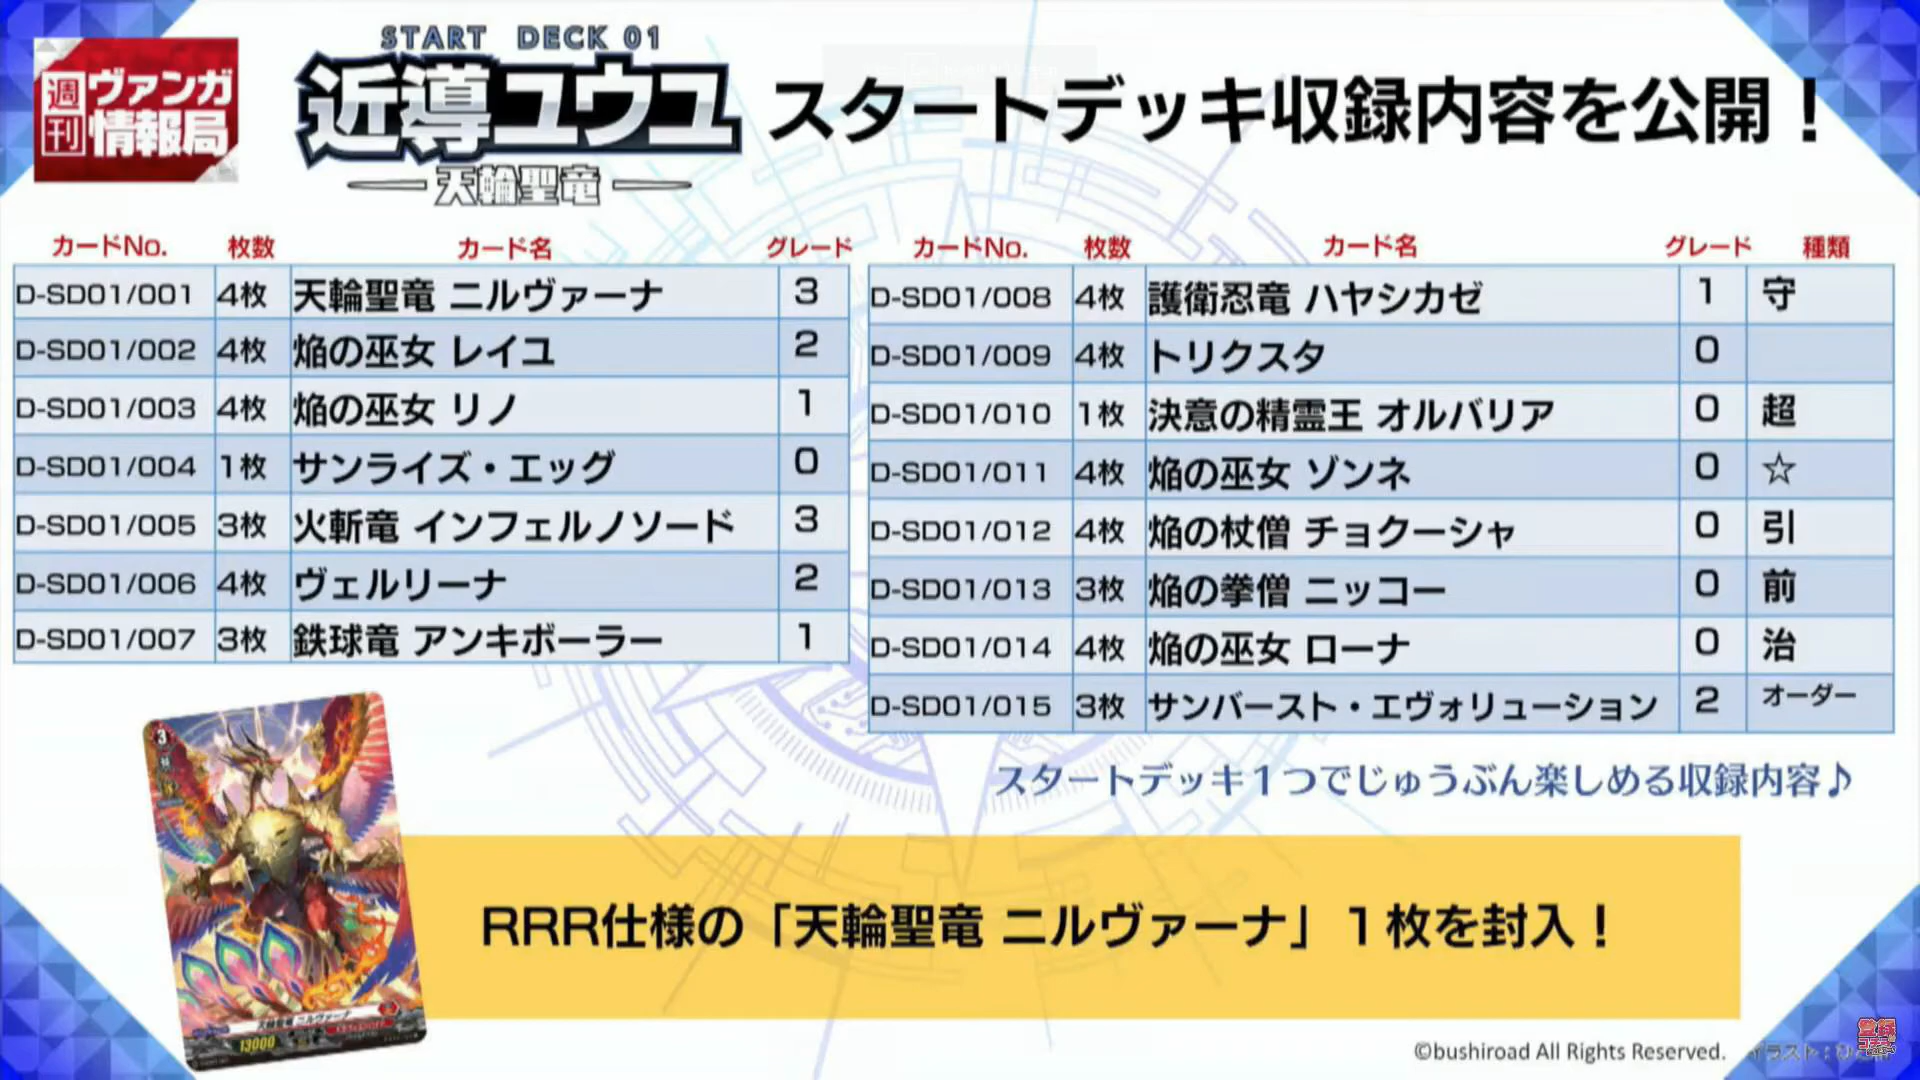 週刊 ヴァンガ情報局
START DECK 01
近導ユウユ
天輪聖竜
スタートデッキ収録内容を公開！
カードNo. 枚数 カード名 グレード
D-SD01/001 4枚 天輪聖竜 ニルヴァーナ 3
D-SD01/002 4枚 焔の巫女 レイユ 2
D-SD01/003 4枚 焔の巫女 リノ 1
D-SD01/004 1枚 サンライズ・エッグ 0
D-SD01/005 3枚 火斬竜 インフェルノソード 3
D-SD01/006 4枚 ヴェルリーナ 2
D-SD01/007 3枚 鉄球竜 アンキボーラー 1
カードNo. 枚数 カード名 グレード 種類
D-SD01/008 4枚 護衛忍竜 ハヤシカゼ 1 守
D-SD01/009 4枚 トリクスタ 0
D-SD01/010 1枚 決意の精霊王 オルバリア 0 超
D-SD01/011 4枚 焔の巫女 ゾンネ 0 ☆
D-SD01/012 4枚 焔の杖僧 チョクーシャ 0 引
D-SD01/013 3枚 焔の拳僧 ニッコー 0 前
D-SD01/014 4枚 焔の巫女 ローナ 0 治
D-SD01/015 3枚 サンバースト・エヴォリューション 2 オーダー
スタートデッキ１つでじゅうぶん楽しめる収録内容♪
3
天輪聖竜 ニルヴァーナ
13000
RRR仕様の「天輪聖竜 ニルヴァーナ」１枚を封入！
©bushiroad All Rights Reserved.
イラスト：
登録